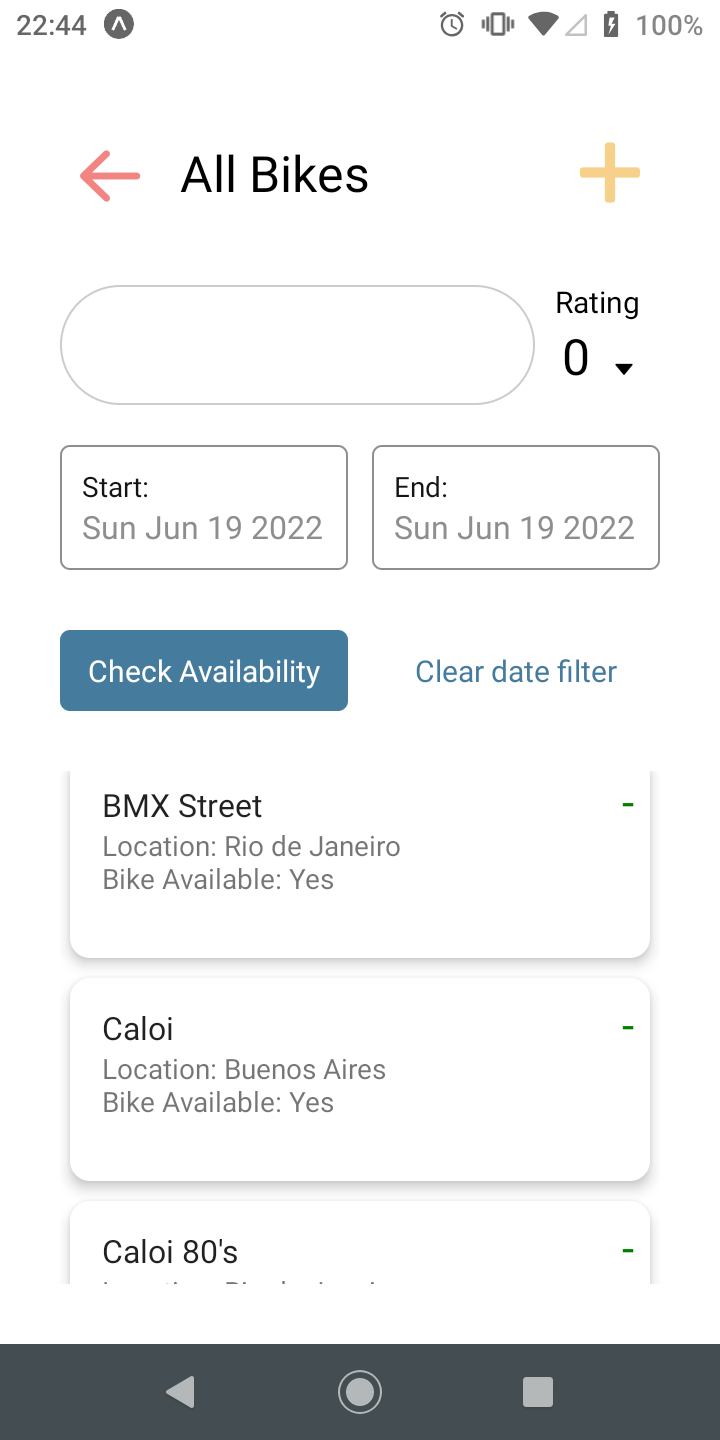 22:44
100%
All Bikes
Rating
0
Start:
Sun Jun 19 2022
End:
Sun Jun 19 2022
Check Availability
Clear date filter
BMX Street
-
Location: Rio de Janeiro
Bike Available: Yes
Caloi
-
Location: Buenos Aires
Bike Available: Yes
Caloi 80's
-